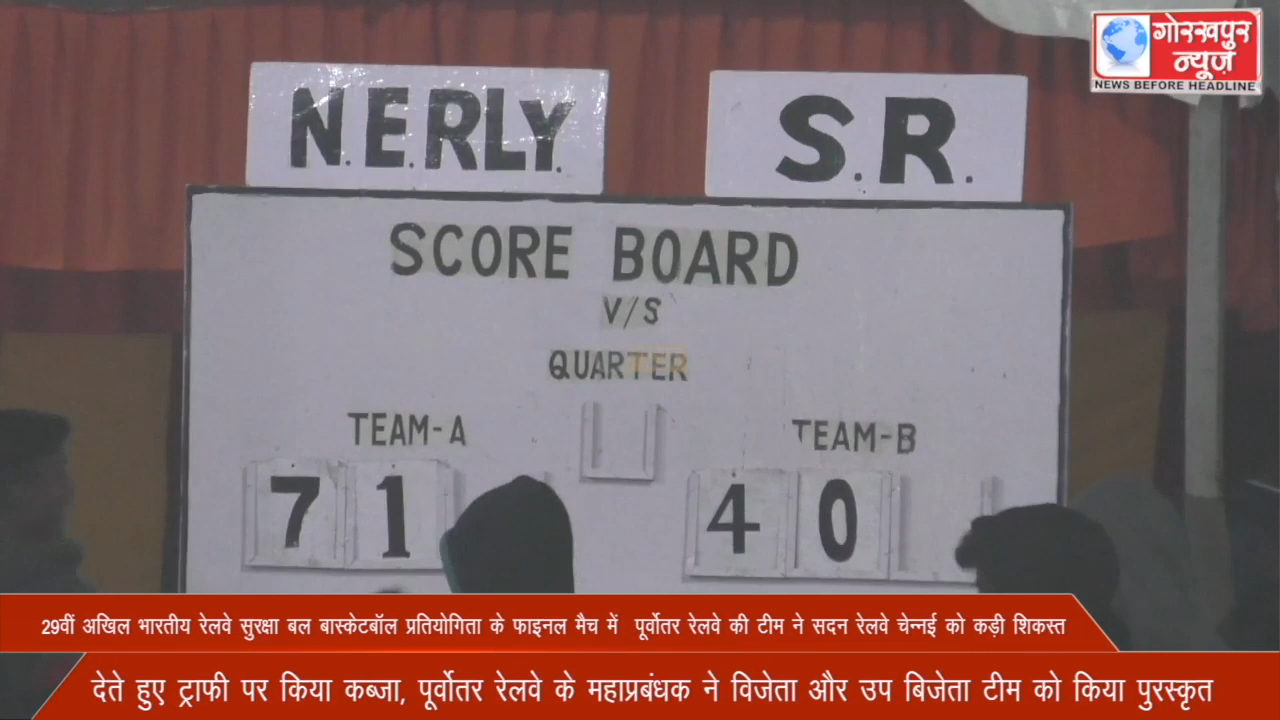 गोरखपुर
न्यूज़
NEWS BEFORE HEADLINE
N.E.RLY. S.R.
SCORE BOARD
V/S
QUARTER
TEAM-A TEAM-B
71 40
29वीं अखिल भारतीय रेलवे सुरक्षा बल बास्केटबॉल प्रतियोगिता के फाइनल मैच में पूर्वोतर रेलवे की टीम ने सदन रेलवे चेन्नई को कड़ी शिकस्त
देते हुए ट्राफी पर किया कब्जा, पूर्वोतर रेलवे के महाप्रबंधक ने विजेता और उप बिजेता टीम को किया पुरस्कृत